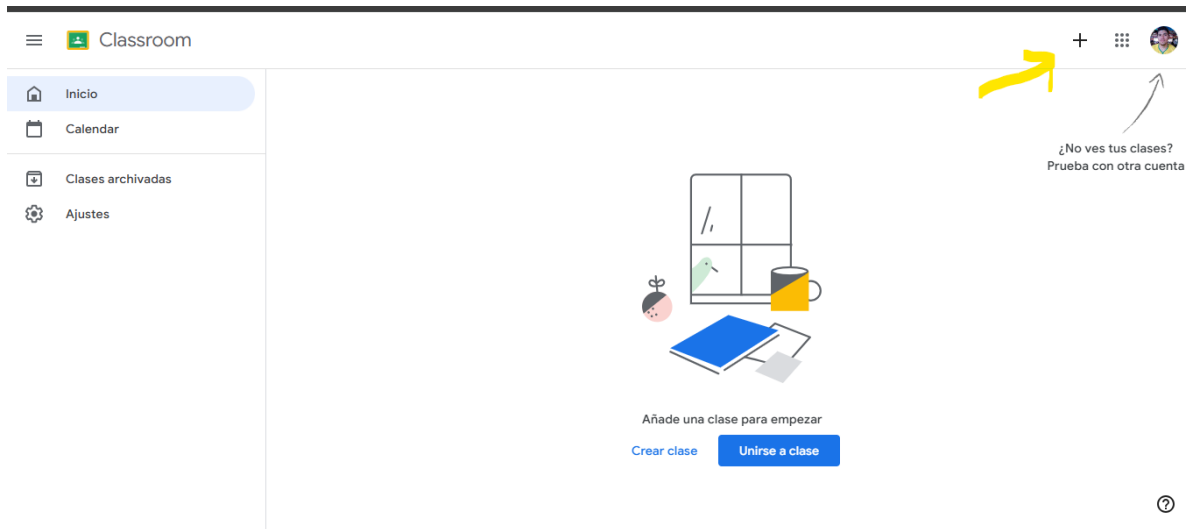 Classroom
Inicio
Calendar
Clases archivadas
Ajustes
¿No ves tus clases?
Prueba con otra cuenta
Añade una clase para empezar
Crear clase
Unirse a clase